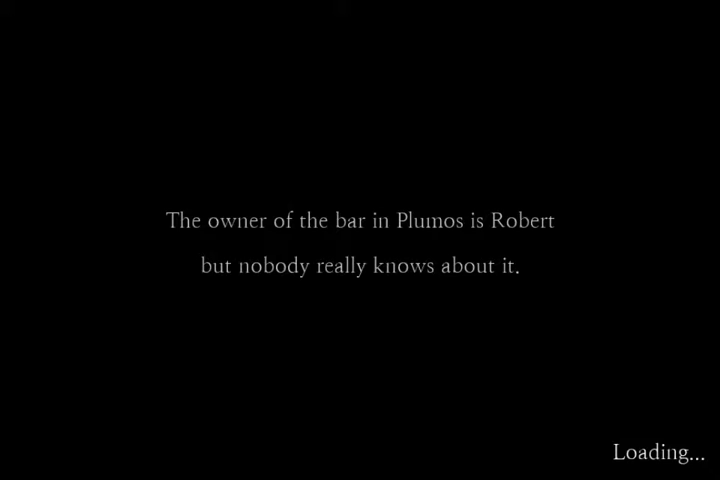 The owner of the bar in Plumos is Robert
but nobody really knows about it.
Loading...